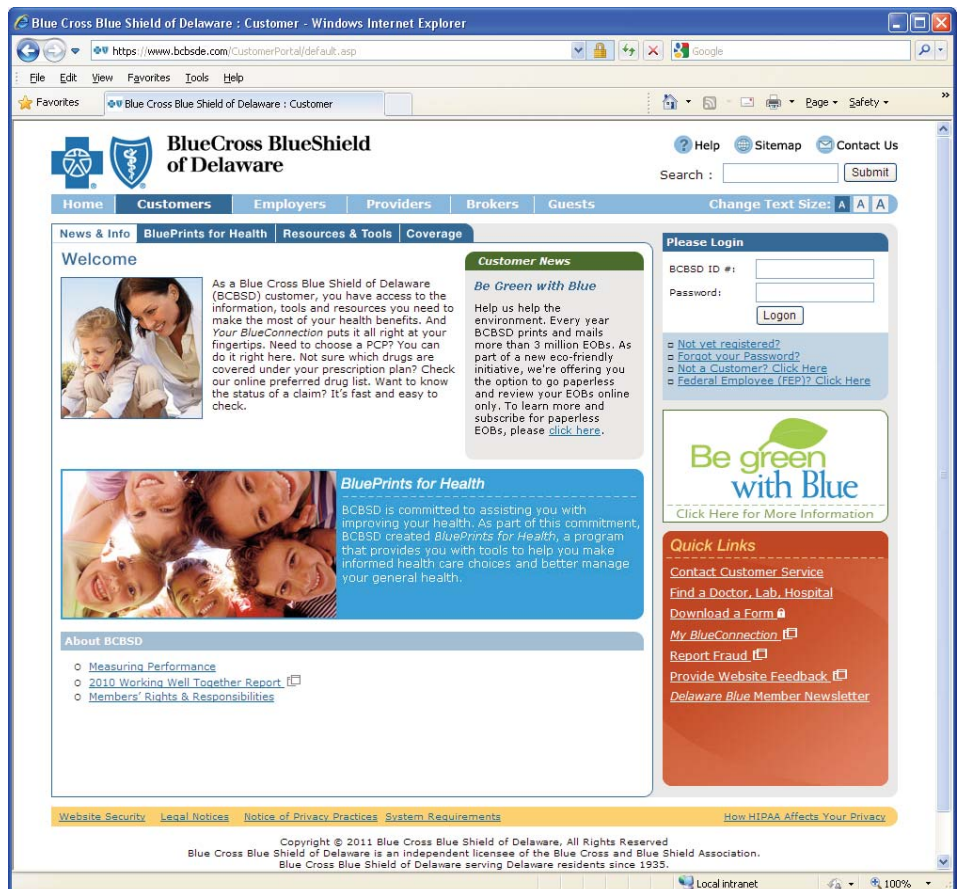 Blue Cross Blue Shield of Delaware : Customer - Windows Internet Explorer
https://www.bcbsde.com/CustomerPortal/default.asp
Google
File Edit View Favorites Tools Help
Favorites
Blue Cross Blue Shield of Delaware : Customer
Page Safety
»
BlueCross BlueShield
of Delaware
Help Sitemap Contact Us
Search : Submit
Home Customers Employers Providers Brokers Guests Change Text Size: A A A
News & Info BluePrints for Health Resources & Tools Coverage
Welcome
As a Blue Cross Blue Shield of Delaware
(BCBSD) customer, you have access to the
information, tools and resources you need to
make the most of your health benefits. And
Your BlueConnection puts it all right at your
fingertips. Need to choose a PCP? You can
do it right here. Not sure which drugs are
covered under your prescription plan? Check
our online preferred drug list. Want to know
the status of a claim? It's fast and easy to
check.
Customer News
Be Green with Blue
Help us help the
environment. Every year
BCBSD prints and mails
more than 3 million EOBs. As
part of a new eco-friendly
initiative, we're offering you
the option to go paperless
and review your EOBs online
only. To learn more and
subscribe for paperless
EOBs, please click here.
Please Login
BCBSD ID #:
Password:
Logon
Not yet registered?
Forgot your Password?
Not a Customer? Click Here
Federal Employee (FEP)? Click Here
Be green
with Blue
Click Here for More Information
BluePrints for Health
BCBSD is committed to assisting you with
improving your health. As part of this commitment,
BCBSD created BluePrints for Health, a program
that provides you with tools to help you make
informed health care choices and better manage
your general health.
Quick Links
Contact Customer Service
Find a Doctor, Lab, Hospital
Download a Form
My BlueConnection
Report Fraud
Provide Website Feedback
Delaware Blue Member Newsletter
About BCBSD
Measuring Performance
2010 Working Well Together Report
Members' Rights & Responsibilities
Website Security Legal Notices Notice of Privacy Practices System Requirements How HIPAA Affects Your Privacy
Copyright © 2011 Blue Cross Blue Shield of Delaware, All Rights Reserved
Blue Cross Blue Shield of Delaware is an independent licensee of the Blue Cross and Blue Shield Association.
Blue Cross Blue Shield of Delaware serving Delaware residents since 1935.
Local intranet 100%